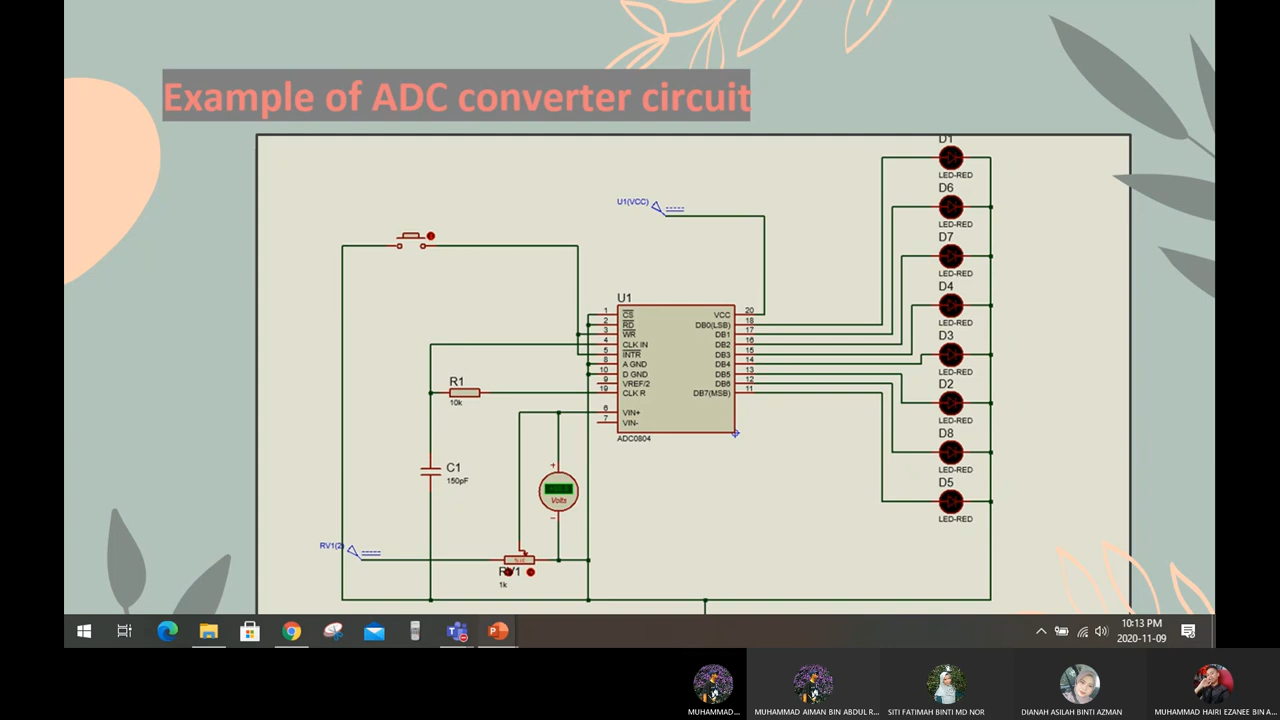 Example of ADC converter circuit
D1
LED-RED
D6
LED-RED
D7
LED-RED
D4
LED-RED
D3
LED-RED
D2
LED-RED
D8
LED-RED
D5
LED-RED
U1(VCC)
U1
1 CS VCC 20
2 RD DB0(LSB) 18
3 WR DB1 17
4 CLK IN DB2 16
5 INTR DB3 15
8 A GND DB4 14
10 D GND DB5 13
9 VREF/2 DB6 12
19 CLK R DB7(MSB) 11
6 VIN+
7 VIN-
ADC0804
R1
10k
C1
150pF
+
Volts
−
RV1(2)
RV1
1k
10:13 PM
2020-11-09
MUHAMMAD ...
MUHAMMAD AIMAN BIN ABDUL R...
SITI FATIMAH BINTI MD NOR
DIANAH ASILAH BINTI AZMAN
MUHAMMAD HAIRI EZANEE BIN A...